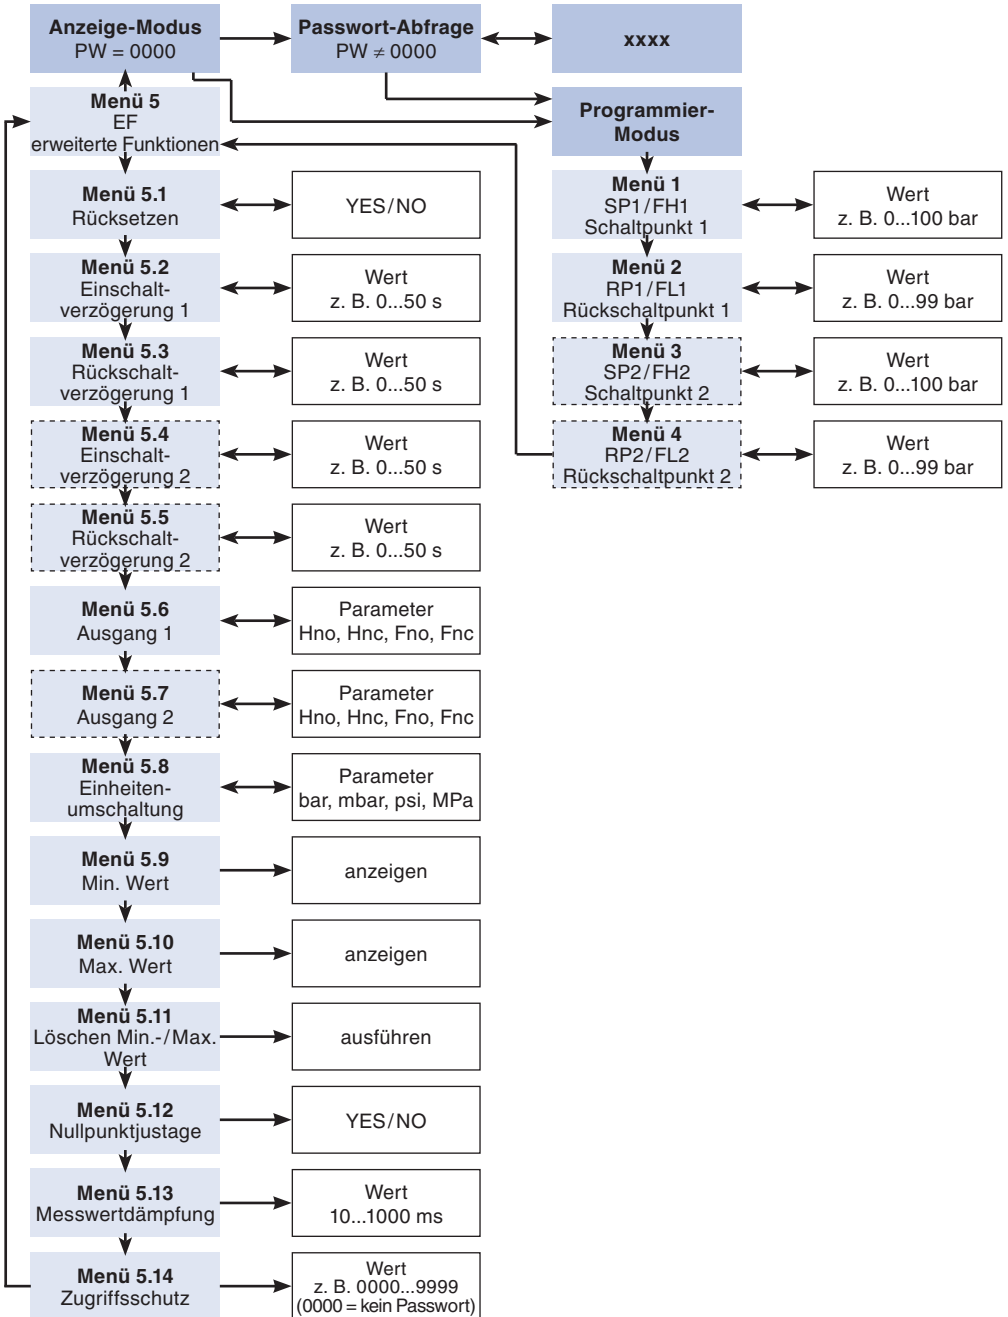 Anzeige-Modus
PW = 0000
Passwort-Abfrage
PW ≠ 0000
xxxx
Programmier-
Modus
Menü 1
SP1/FH1
Schaltpunkt 1
Wert
z. B. 0...100 bar
Menü 2
RP1/FL1
Rückschaltpunkt 1
Wert
z. B. 0...99 bar
Menü 3
SP2/FH2
Schaltpunkt 2
Wert
z. B. 0...100 bar
Menü 4
RP2/FL2
Rückschaltpunkt 2
Wert
z. B. 0...99 bar
Menü 5
EF
erweiterte Funktionen
Menü 5.1
Rücksetzen
YES/NO
Menü 5.2
Einschalt-
verzögerung 1
Wert
z. B. 0...50 s
Menü 5.3
Rückschalt-
verzögerung 1
Wert
z. B. 0...50 s
Menü 5.4
Einschalt-
verzögerung 2
Wert
z. B. 0...50 s
Menü 5.5
Rückschalt-
verzögerung 2
Wert
z. B. 0...50 s
Menü 5.6
Ausgang 1
Parameter
Hno, Hnc, Fno, Fnc
Menü 5.7
Ausgang 2
Parameter
Hno, Hnc, Fno, Fnc
Menü 5.8
Einheiten-
umschaltung
Parameter
bar, mbar, psi, MPa
Menü 5.9
Min. Wert
anzeigen
Menü 5.10
Max. Wert
anzeigen
Menü 5.11
Löschen Min.-/Max.
Wert
ausführen
Menü 5.12
Nullpunktjustage
YES/NO
Menü 5.13
Messwertdämpfung
Wert
10...1000 ms
Menü 5.14
Zugriffsschutz
Wert
z. B. 0000...9999
(0000 = kein Passwort)